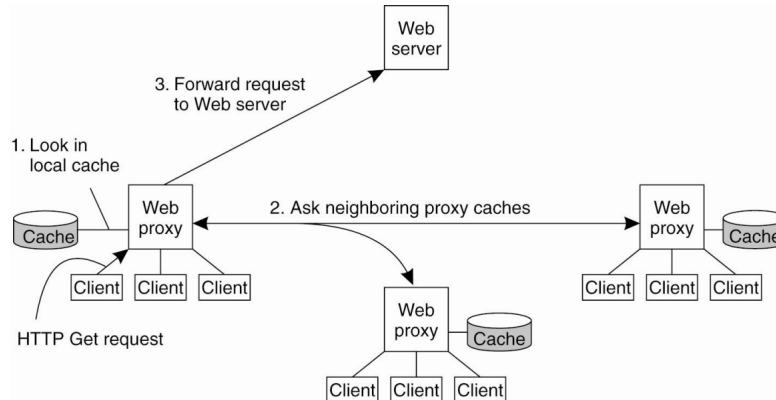 Web
server
3. Forward request
to Web server
1. Look in
local cache
Web
proxy
2. Ask neighboring proxy caches
Web
proxy
Cache
Cache
Client
Client
Client
Client
Client
Client
HTTP Get request
Web
proxy
Cache
Client
Client
Client